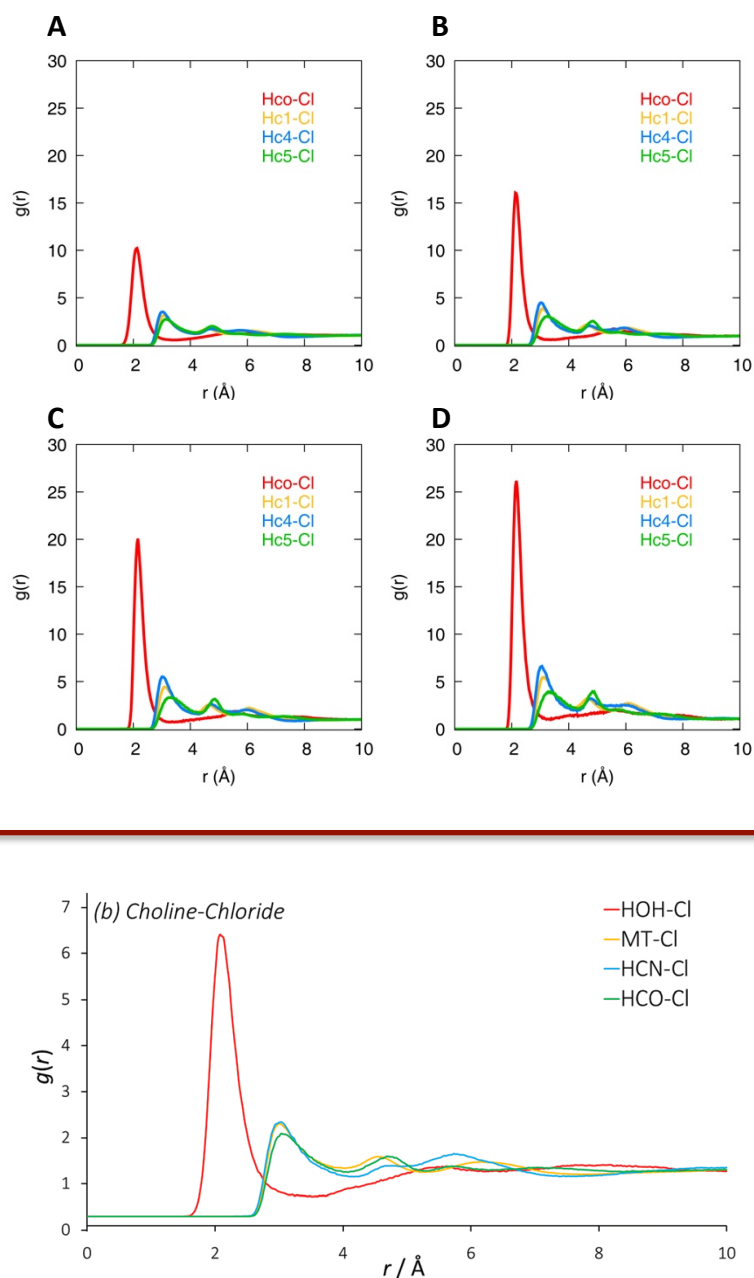 A
30
25
20
15
10
5
0
g(r)
Hco-Cl
Hc1-Cl
Hc4-Cl
Hc5-Cl
0 2 4 6 8 10
r (Å)
B
30
25
20
15
10
5
0
g(r)
Hco-Cl
Hc1-Cl
Hc4-Cl
Hc5-Cl
0 2 4 6 8 10
r (Å)
C
30
25
20
15
10
5
0
g(r)
Hco-Cl
Hc1-Cl
Hc4-Cl
Hc5-Cl
0 2 4 6 8 10
r (Å)
D
30
25
20
15
10
5
0
g(r)
Hco-Cl
Hc1-Cl
Hc4-Cl
Hc5-Cl
0 2 4 6 8 10
r (Å)
(b) Choline-Chloride
7
6
5
4
3
2
1
0
g(r)
HOH-Cl
MT-Cl
HCN-Cl
HCO-Cl
0 2 4 6 8 10
r / Å